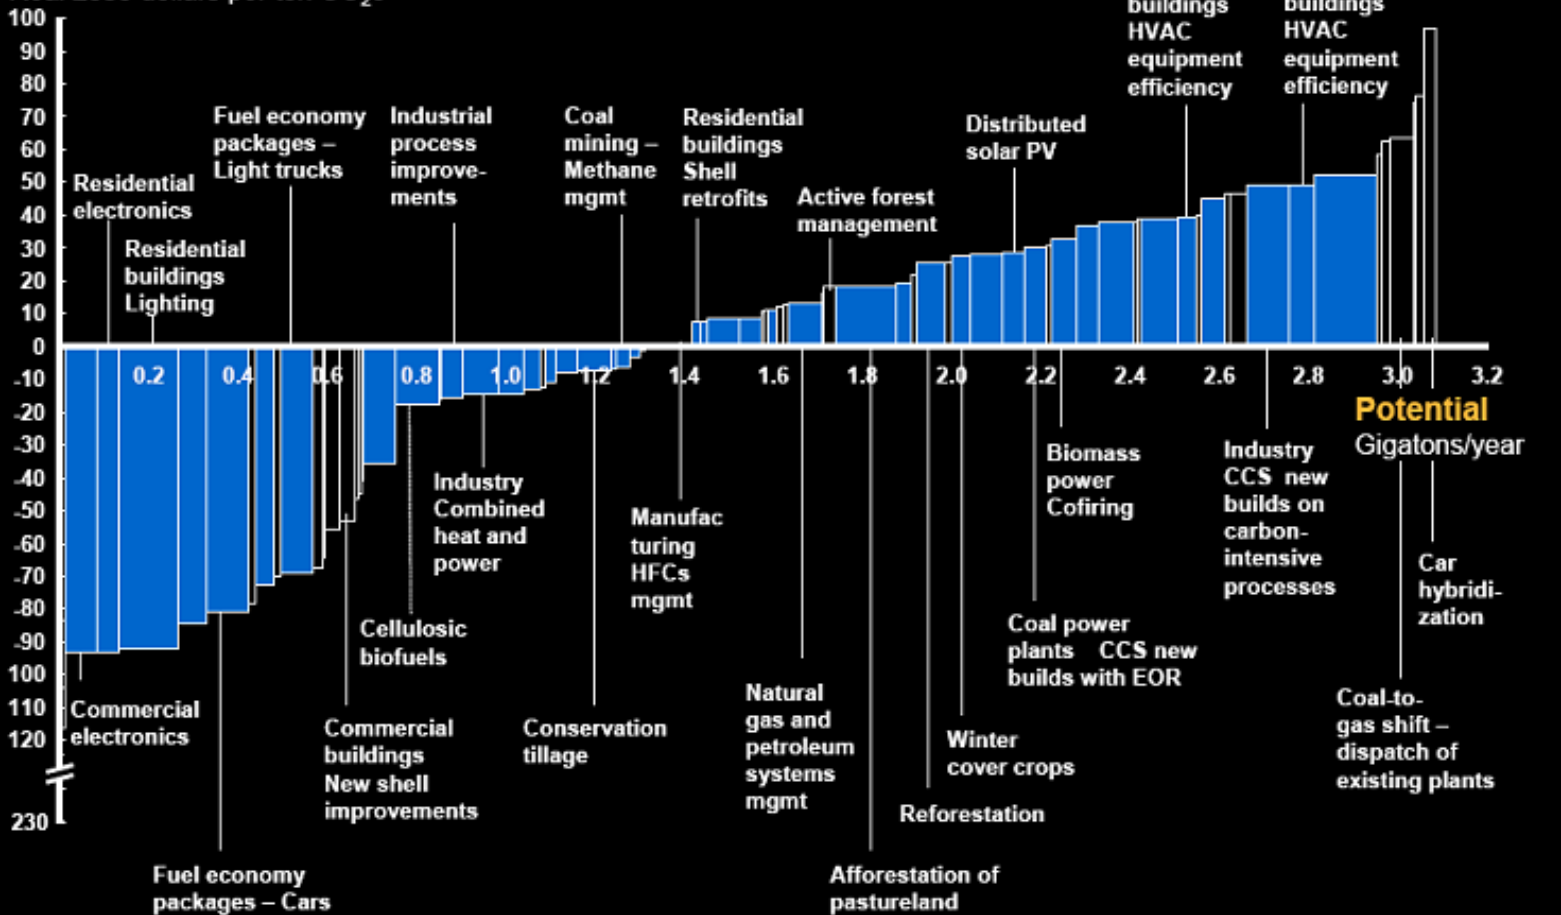 buildings
HVAC
equipment
efficiency
buildings
HVAC
equipment
efficiency
100
90
80
70
60
50
40
30
20
10
0
-10
-20
-30
-40
-50
-60
-70
-80
-90
100
110
120
230
Residential
electronics
Residential
buildings
Lighting
Fuel economy
packages –
Light trucks
Industrial
process
improve-
ments
Coal
mining –
Methane
mgmt
Residential
buildings
Shell
retrofits
Active forest
management
Distributed
solar PV
0.2 0.4 0.6 0.8 1.0 1.2 1.4 1.6 1.8 2.0 2.2 2.4 2.6 2.8 3.0 3.2
Potential
Gigatons/year
Commercial
electronics
Fuel economy
packages – Cars
Commercial
buildings
New shell
improvements
Cellulosic
biofuels
Industry
Combined
heat and
power
Conservation
tillage
Manufac
turing
HFCs
mgmt
Natural
gas and
petroleum
systems
mgmt
Afforestation of
pastureland
Reforestation
Winter
cover crops
Coal power
plants CCS new
builds with EOR
Biomass
power
Cofiring
Industry
CCS new
builds on
carbon-
intensive
processes
Coal-to-
gas shift –
dispatch of
existing plants
Car
hybridi-
zation